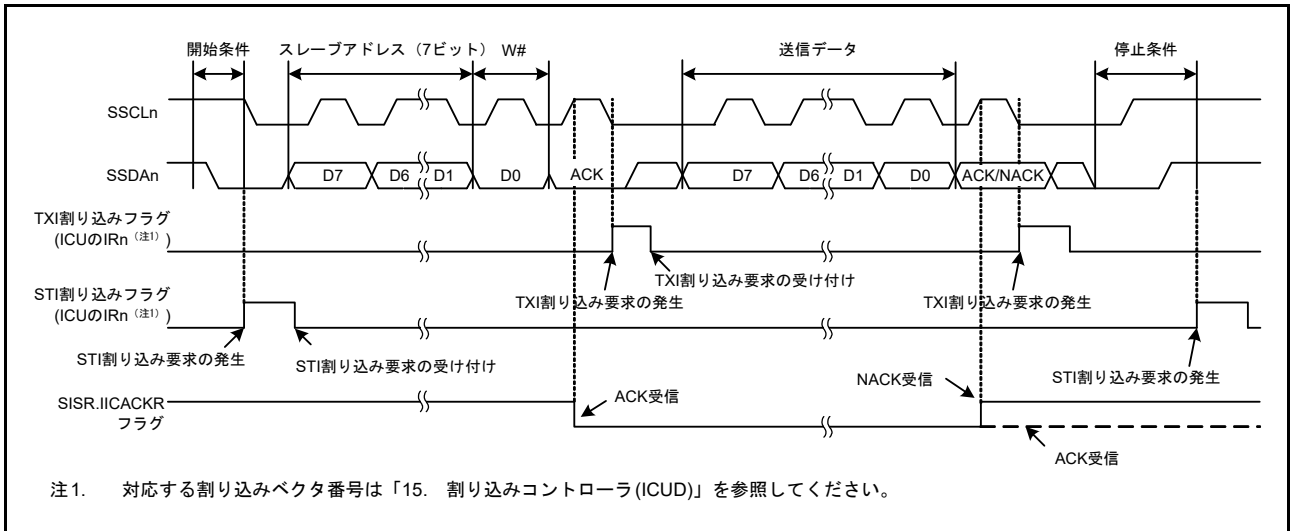 開始条件 スレーブアドレス（7ビット） W# 送信データ 停止条件
SSCLn
SSDAn D7 D6 D1 D0 ACK D7 D6 D1 D0 ACK/NACK
TXI割り込みフラグ
(ICUのIRn（注1）)
TXI割り込み要求の受け付け
TXI割り込み要求の発生 TXI割り込み要求の発生
STI割り込みフラグ
(ICUのIRn（注1）)
STI割り込み要求の発生 STI割り込み要求の受け付け STI割り込み要求の発生
NACK受信
SISR.IICACKR
フラグ
ACK受信
ACK受信
注1. 対応する割り込みベクタ番号は「15. 割り込みコントローラ(ICUD)」を参照してください。